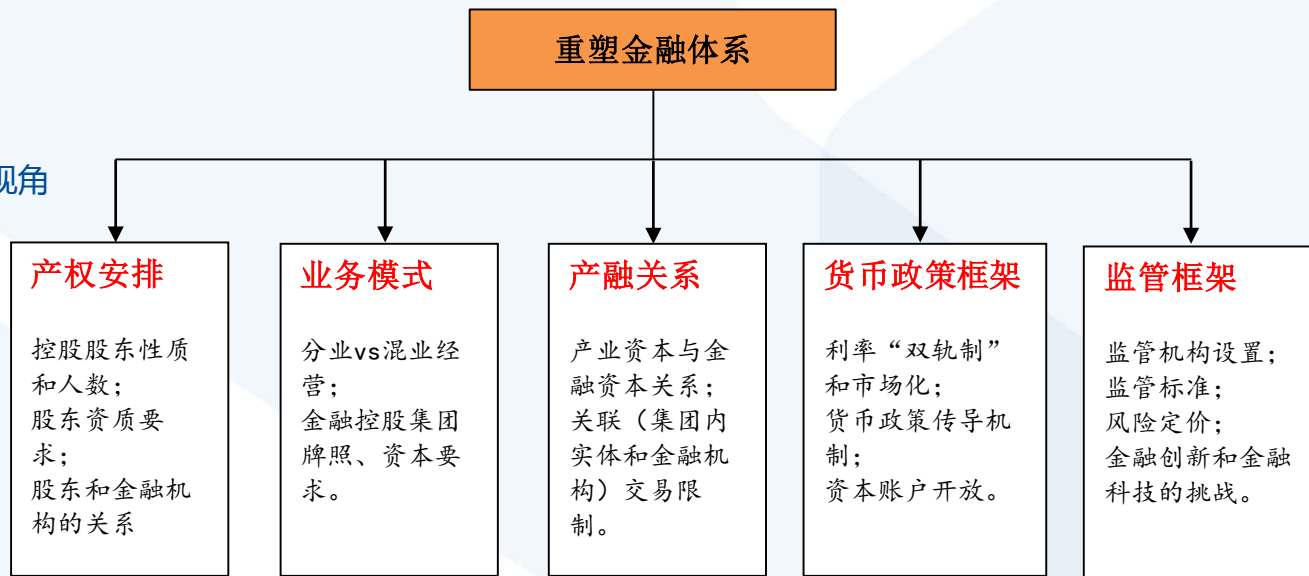 重塑金融体系
视角
产权安排
控股股东性质
和人数；
股东资质要
求；
股东和金融机
构的关系
业务模式
分业vs混业经
营；
金融控股集团
牌照、资本要
求。
产融关系
产业资本与金
融资本关系；
关联（集团内
实体和金融机
构）交易限
制。
货币政策框架
利率“双轨制”
和市场化；
货币政策传导机
制；
资本账户开放。
监管框架
监管机构设置；
监管标准；
风险定价；
金融创新和金融
科技的挑战。